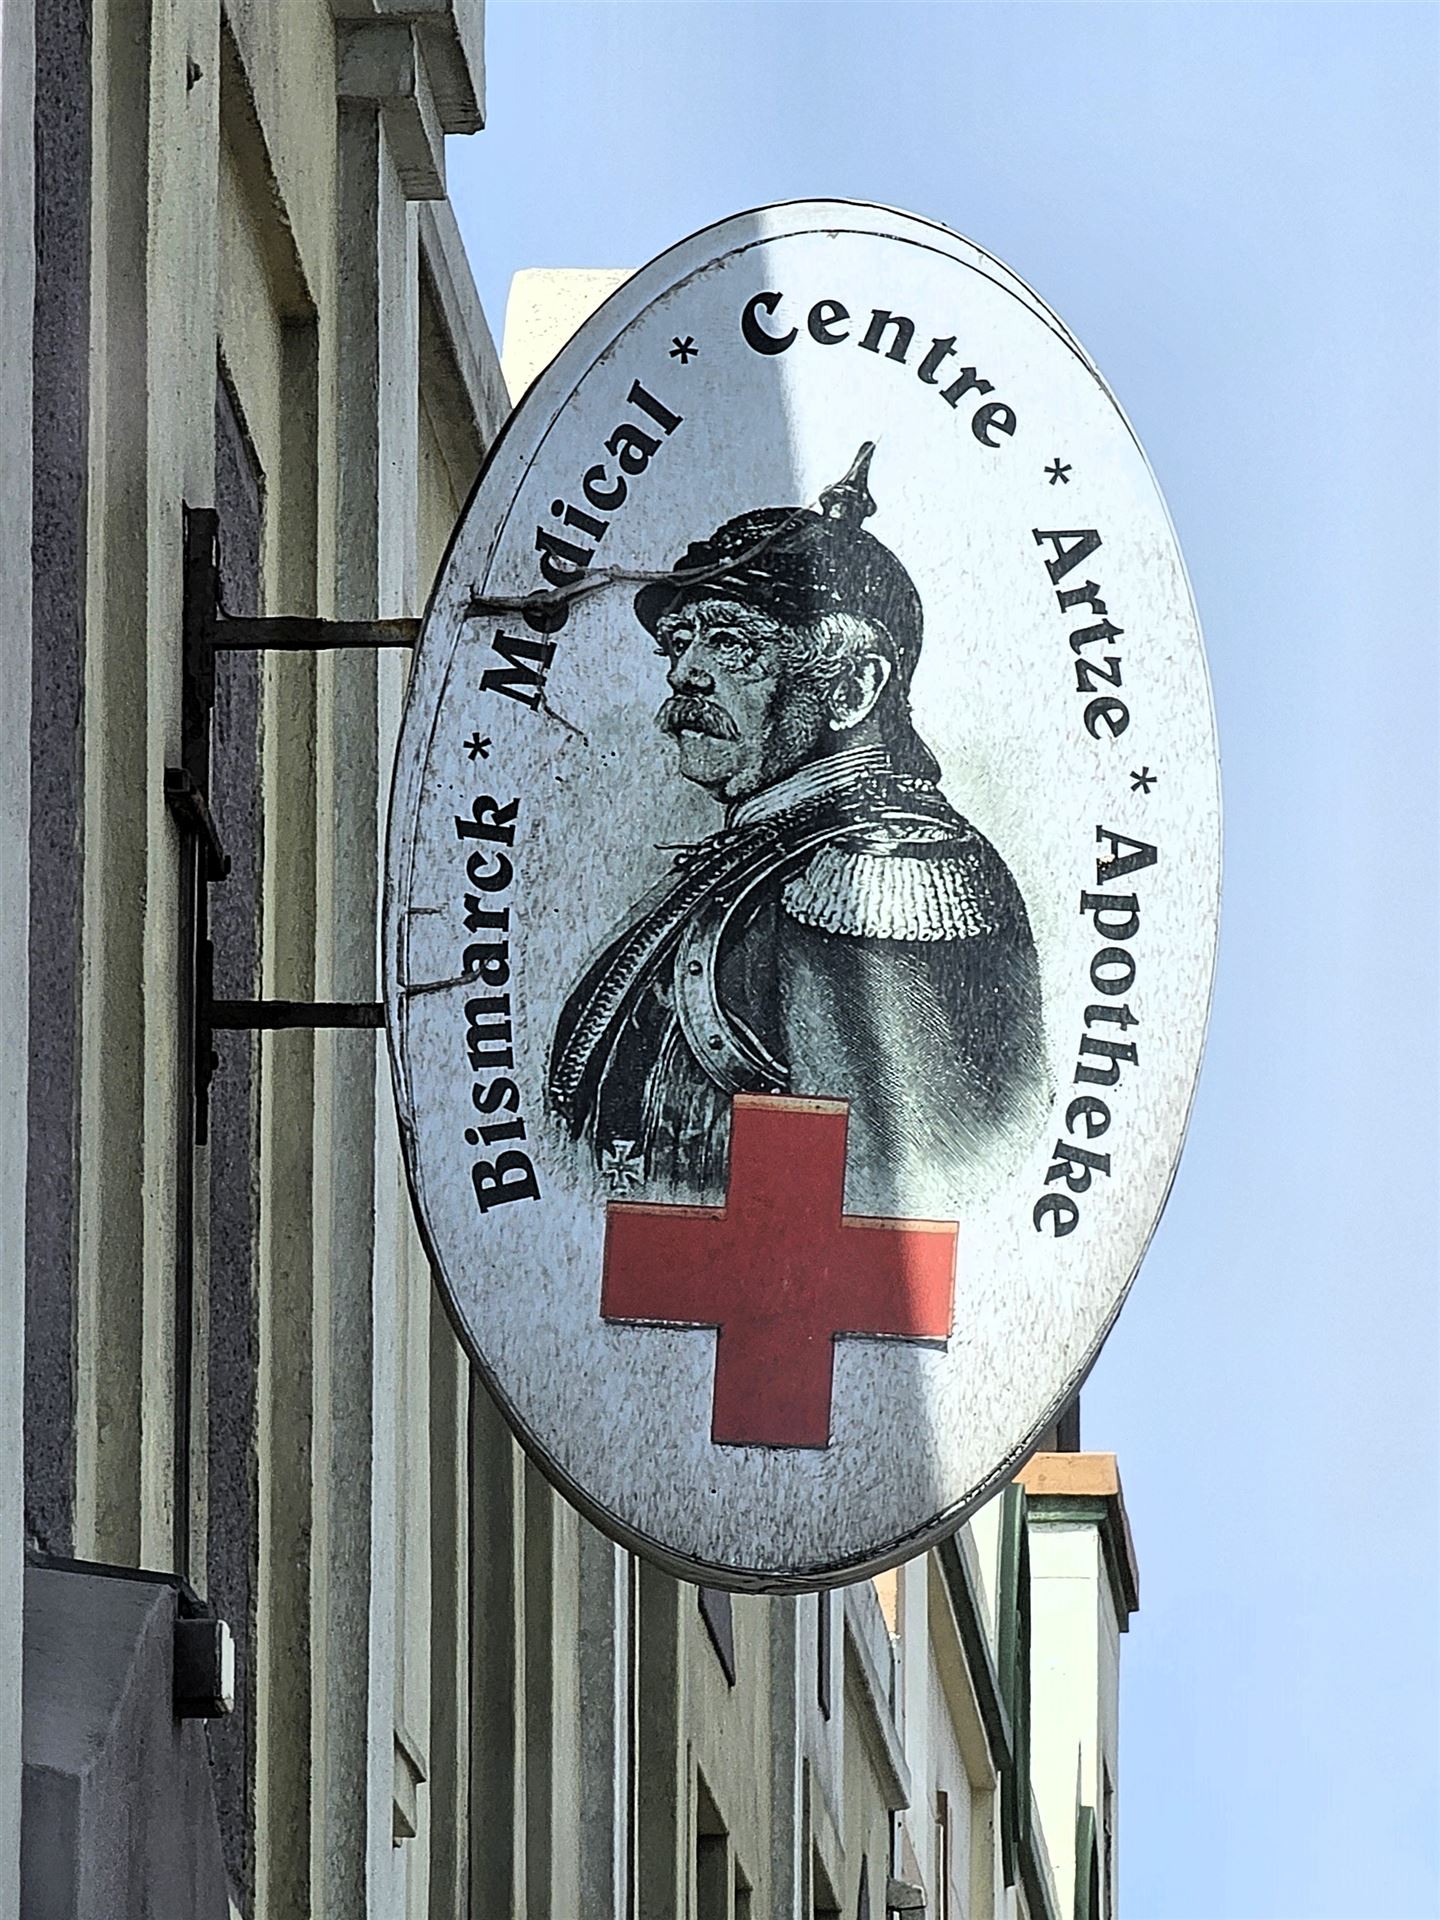 Bismarck * Medical * Centre * Artze * Apotheke